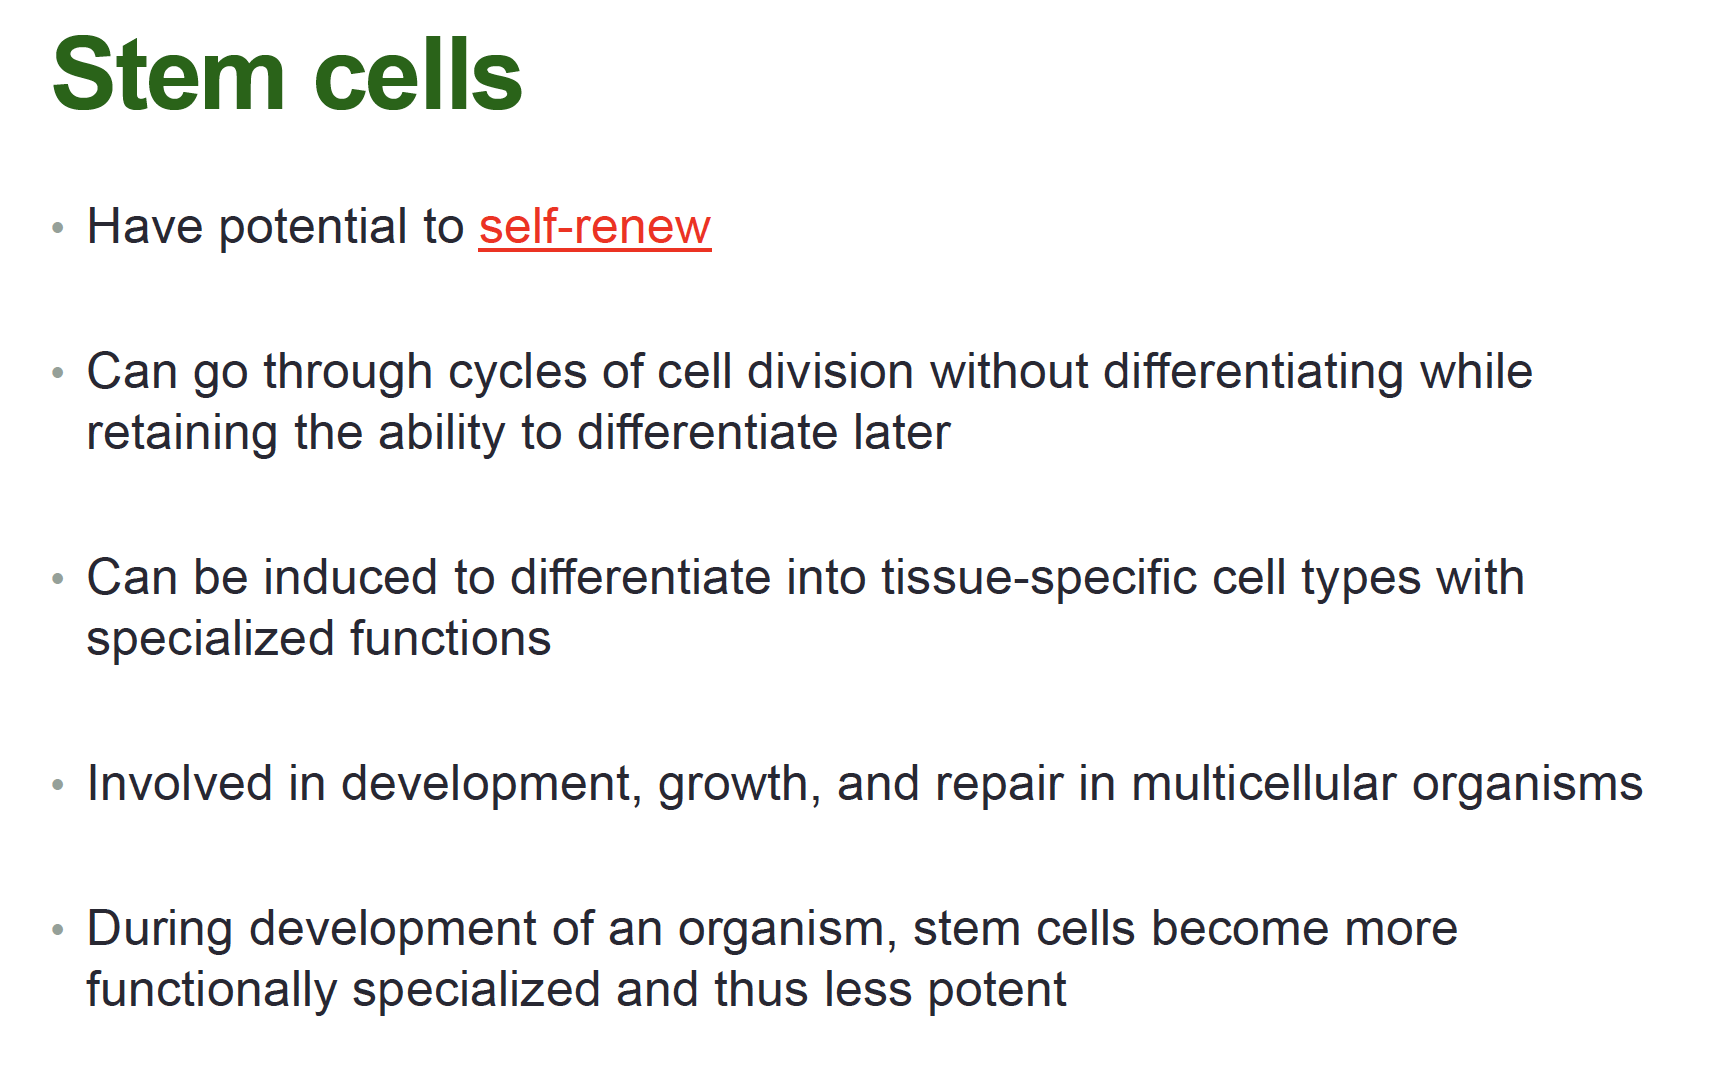 Stem cells
• Have potential to self-renew
• Can go through cycles of cell division without differentiating while
retaining the ability to differentiate later
• Can be induced to differentiate into tissue-specific cell types with
specialized functions
• Involved in development, growth, and repair in multicellular organisms
• During development of an organism, stem cells become more
functionally specialized and thus less potent